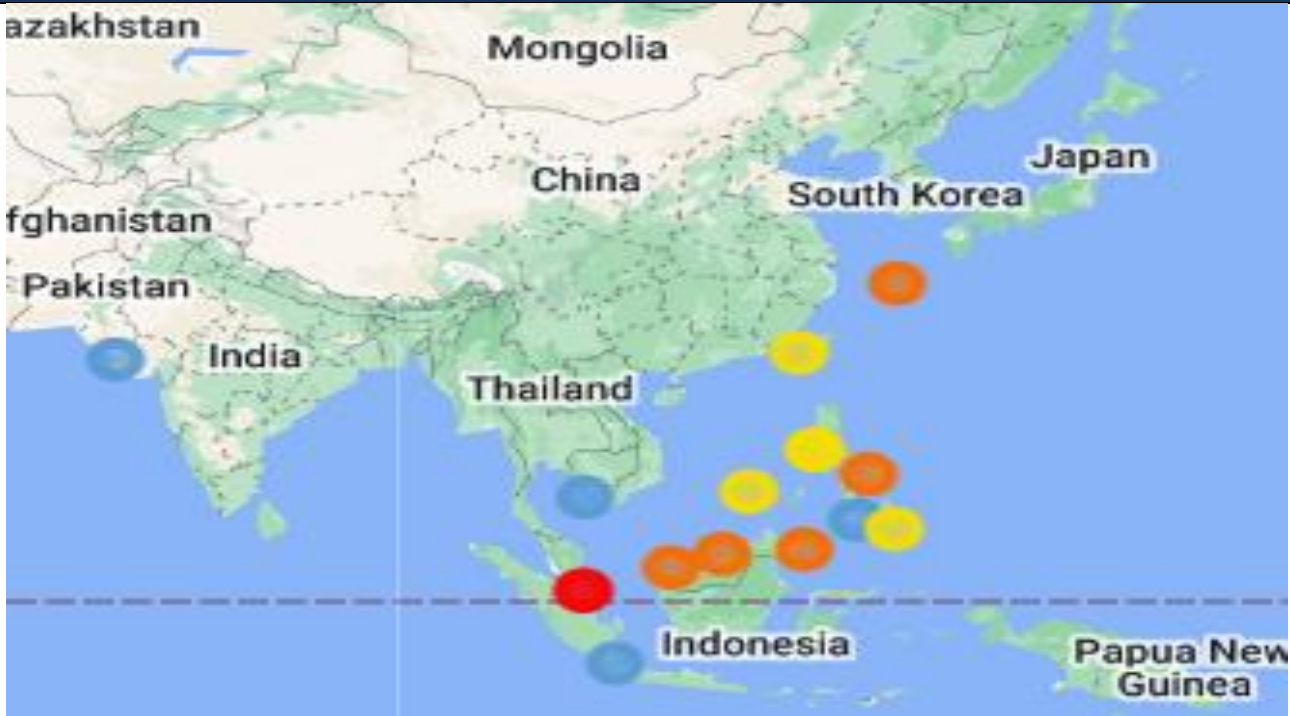 azakhstan
Mongolia
Japan
China
South Korea
fghanistan
Pakistan
India
Thailand
Indonesia
Papua New
Guinea